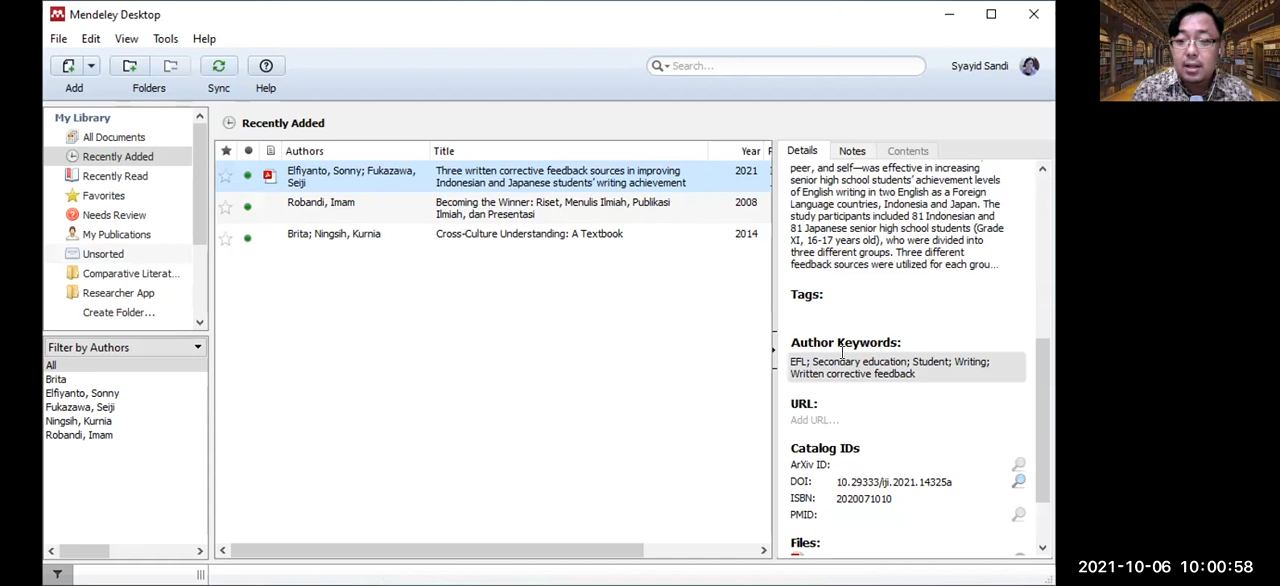 Mendeley Desktop
File Edit View Tools Help
Search...
Syayid Sandi
Add Folders Sync Help
My Library
All Documents
Recently Added
Recently Read
Favorites
Needs Review
My Publications
Unsorted
Comparative Literat...
Researcher App
Create Folder...
Filter by Authors
All
Brita
Elfiyanto, Sonny
Fukazawa, Seiji
Ningsih, Kurnia
Robandi, Imam
Recently Added
Authors Title Year
Elfiyanto, Sonny; Fukazawa, Three written corrective feedback sources in improving 2021
Seiji Indonesian and Japanese students' writing achievement
Robandi, Imam Becoming the Winner: Riset, Menulis Ilmiah, Publikasi 2008
Ilmiah, dan Presentasi
Brita; Ningsih, Kurnia Cross-Culture Understanding: A Textbook 2014
Details Notes Contents
peer, and self—was effective in increasing
senior high school students' achievement levels
of English writing in two English as a Foreign
Language countries, Indonesia and Japan. The
study participants included 81 Indonesian and
81 Japanese senior high school students (Grade
XI, 16-17 years old), who were divided into
three different groups. Three different
feedback sources were utilized for each grou...
Tags:
Author Keywords:
EFL; Secondary education; Student; Writing;
Written corrective feedback
URL:
Add URL...
Catalog IDs
ArXiv ID:
DOI: 10.29333/iji.2021.14325a
ISBN: 2020071010
PMID:
Files:
2021-10-06 10:00:58